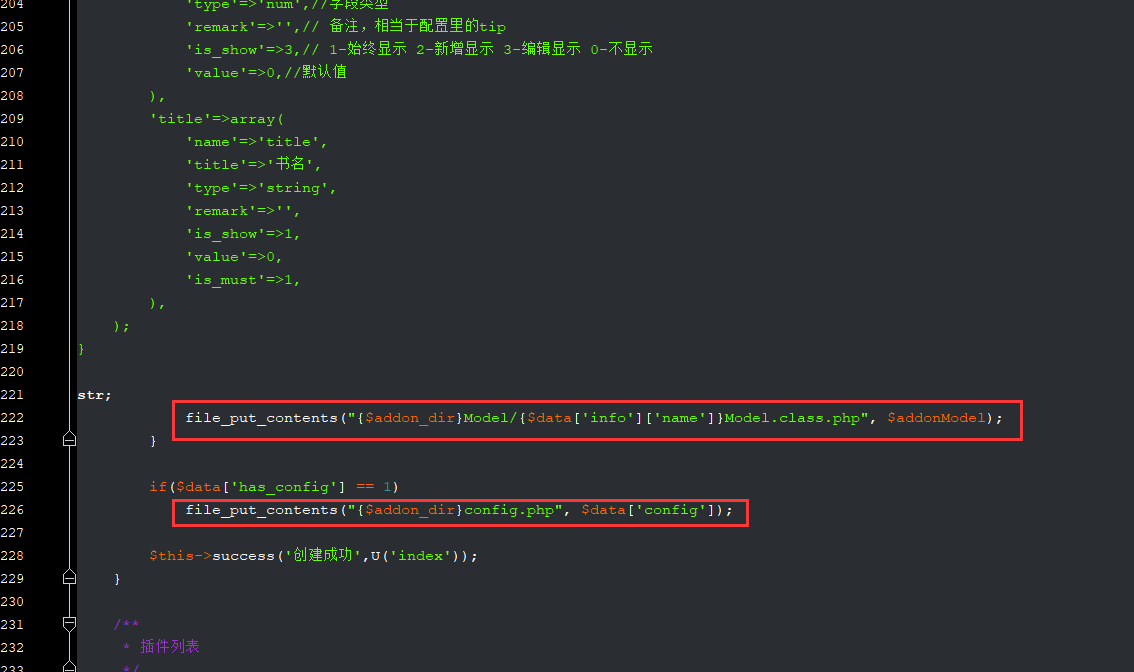 204 'type'=>'num',//字段类型
205 'remark'=>'',// 备注，相当于配置里的tip
206 'is_show'=>3,// 1-始终显示 2-新增显示 3-编辑显示 0-不显示
207 'value'=>0,//默认值
208 ),
209 'title'=>array(
210 'name'=>'title',
211 'title'=>'书名',
212 'type'=>'string',
213 'remark'=>'',
214 'is_show'=>1,
215 'value'=>0,
216 'is_must'=>1,
217 ),
218 );
219 }
220
221 str;
222 file_put_contents("{$addon_dir}Model/{$data['info']['name']}Model.class.php", $addonModel);
223 }
224
225 if($data['has_config'] == 1)
226 file_put_contents("{$addon_dir}config.php", $data['config']);
227
228 $this->success('创建成功',U('index'));
229 }
230
231 /**
232 * 插件列表
233 */